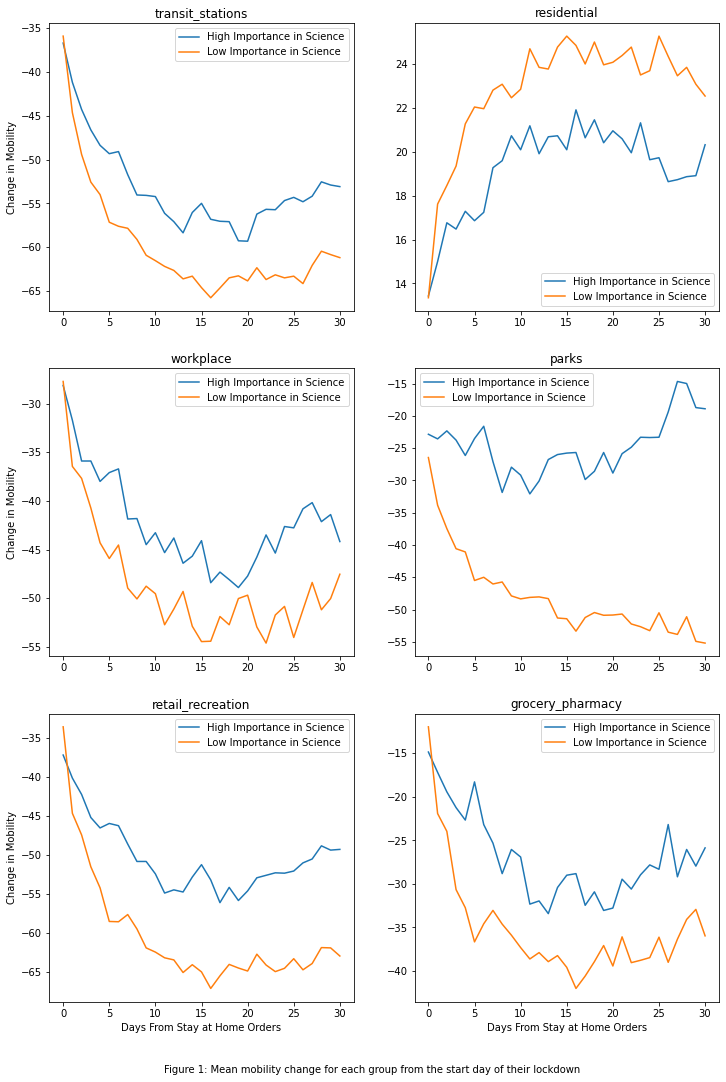 transit_stations
High Importance in Science
Low Importance in Science
Change in Mobility
−35
−40
−45
−50
−55
−60
−65
0 5 10 15 20 25 30
residential
High Importance in Science
Low Importance in Science
24
22
20
18
16
14
0 5 10 15 20 25 30
workplace
High Importance in Science
Low Importance in Science
Change in Mobility
−30
−35
−40
−45
−50
−55
0 5 10 15 20 25 30
parks
High Importance in Science
Low Importance in Science
−15
−20
−25
−30
−35
−40
−45
−50
−55
0 5 10 15 20 25 30
retail_recreation
High Importance in Science
Low Importance in Science
Change in Mobility
−35
−40
−45
−50
−55
−60
−65
0 5 10 15 20 25 30
Days From Stay at Home Orders
grocery_pharmacy
High Importance in Science
Low Importance in Science
−15
−20
−25
−30
−35
−40
0 5 10 15 20 25 30
Days From Stay at Home Orders
Figure 1: Mean mobility change for each group from the start day of their lockdown